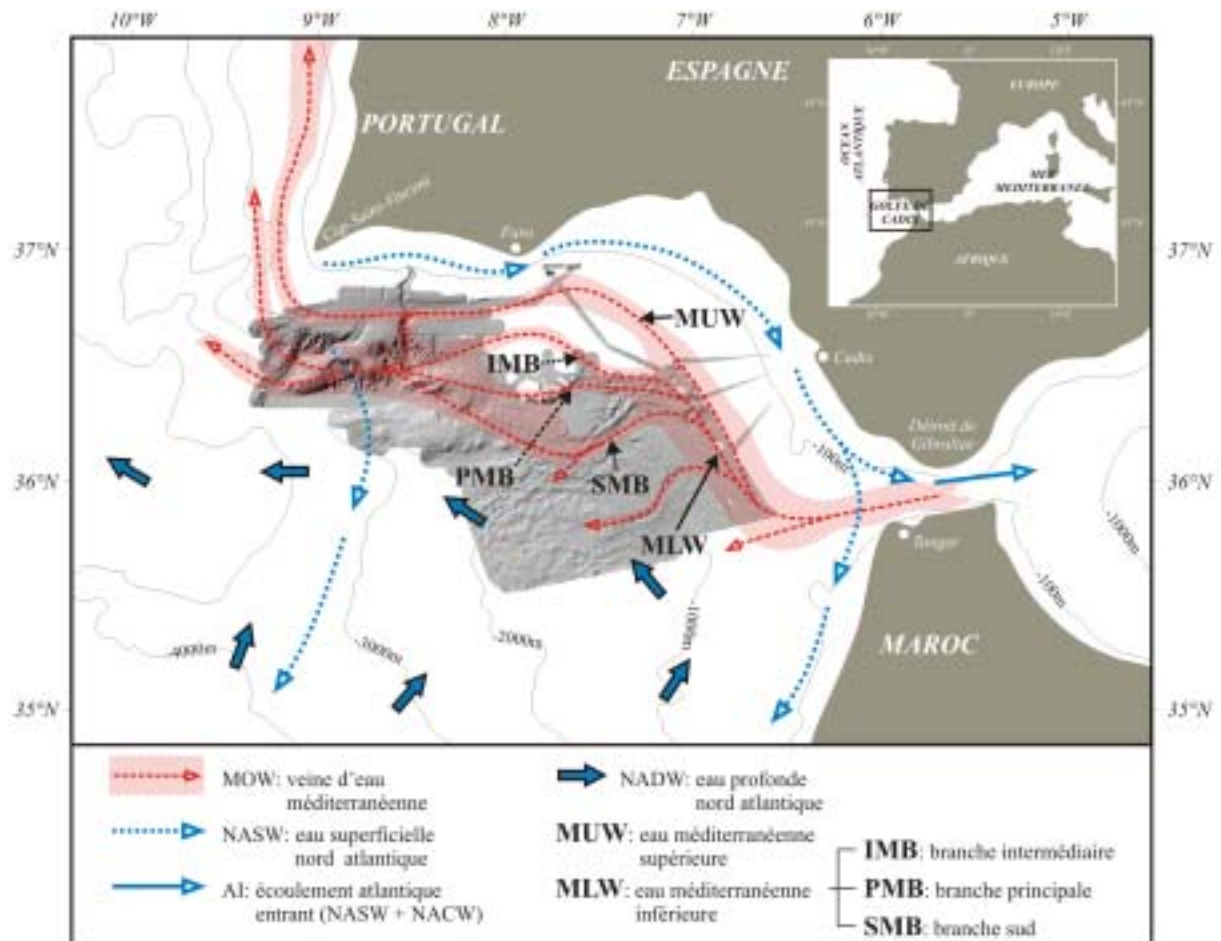 10°W 9°W 8°W 7°W 6°W 5°W
ESPAGNE
PORTUGAL
EUROPE
OCEAN
ATLANTIQUE
MER
MEDITERRANEE
GOLFE DE
CADIX
AFRIQUE
Cap Saint-Vincent
Faro
37°N 37°N
MUW
IMB
Cadix
Détroit de
Gibraltar
-100m
PMB
SMB
36°N 36°N
MLW
Tanger
-1000m
-100m
-1000m
-2000m
-3000m
-4000m
MAROC
35°N 35°N
MOW: veine d'eau
méditerranéenne
NASW: eau superficielle
nord atlantique
AI: écoulement atlantique
entrant (NASW + NACW)
NADW: eau profonde
nord atlantique
MUW: eau méditerranéenne
supérieure
MLW: eau méditerranéenne
inférieure
IMB: branche intermédiaire
PMB: branche principale
SMB: branche sud